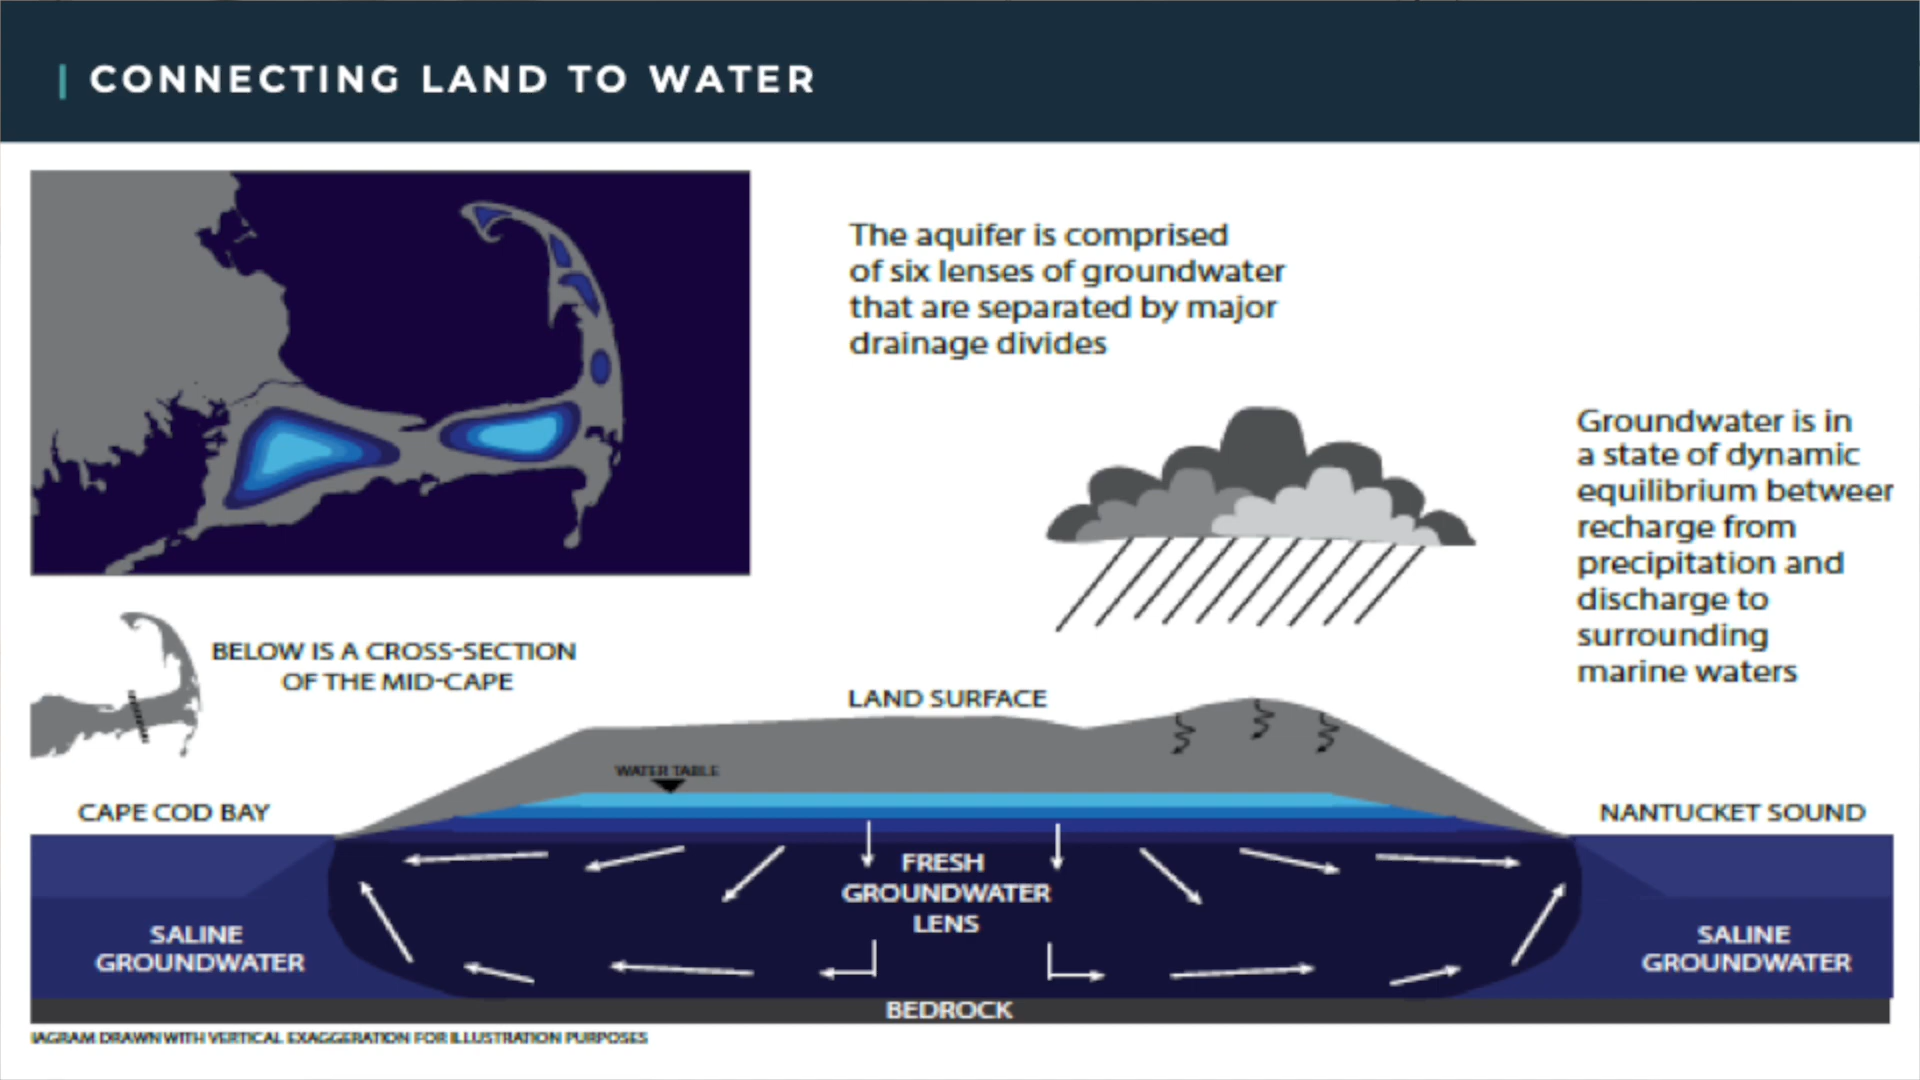 CONNECTING LAND TO WATER
The aquifer is comprised
of six lenses of groundwater
that are separated by major
drainage divides
Groundwater is in
a state of dynamic
equilibrium betweer
recharge from
precipitation and
discharge to
surrounding
marine waters
BELOW IS A CROSS-SECTION
OF THE MID-CAPE
LAND SURFACE
WATER TABLE
CAPE COD BAY
NANTUCKET SOUND
FRESH
GROUNDWATER
LENS
SALINE
GROUNDWATER
SALINE
GROUNDWATER
BEDROCK
IAGRAM DRAWN WITH VERTICAL EXAGGERATION FOR ILLUSTRATION PURPOSES